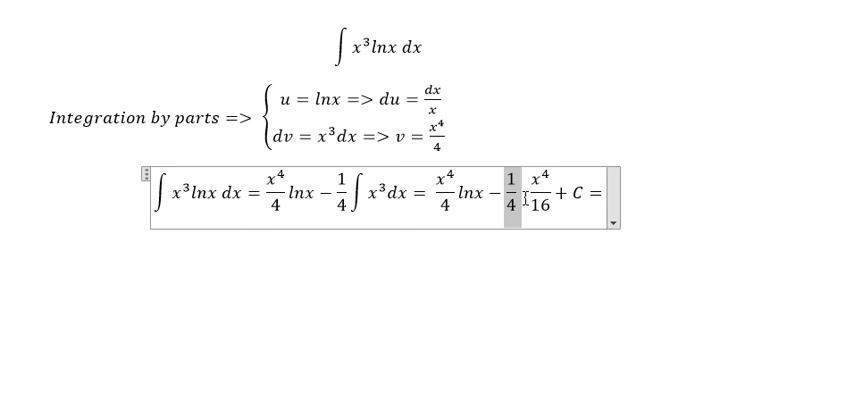 ∫ x³lnx dx
Integration by parts => { u = lnx => du = dx/x
dv = x³dx => v = x⁴/4
∫ x³lnx dx = x⁴/4 lnx − 1/4 ∫ x³dx = x⁴/4 lnx − 1/4 x⁴/16 + C =